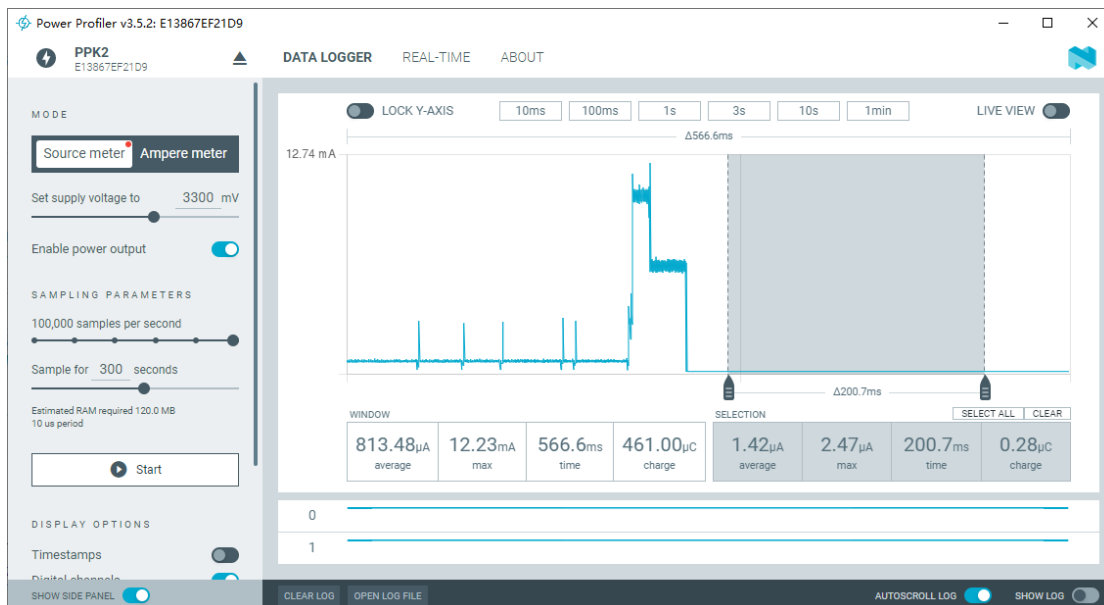 Power Profiler v3.5.2: E13867EF21D9
PPK2
E13867EF21D9
DATA LOGGER REAL-TIME ABOUT
MODE
Source meter Ampere meter
Set supply voltage to 3300 mV
Enable power output
SAMPLING PARAMETERS
100,000 samples per second
Sample for 300 seconds
Estimated RAM required 120.0 MB
10 us period
Start
DISPLAY OPTIONS
Timestamps
Digital channels
SHOW SIDE PANEL
LOCK Y-AXIS 10ms 100ms 1s 3s 10s 1min LIVE VIEW
Δ566.6ms
12.74 mA
Δ200.7ms
WINDOW
813.48μA 12.23mA 566.6ms 461.00μC
average max time charge
SELECTION SELECT ALL CLEAR
1.42μA 2.47μA 200.7ms 0.28μC
average max time charge
0
1
CLEAR LOG OPEN LOG FILE AUTOSCROLL LOG SHOW LOG